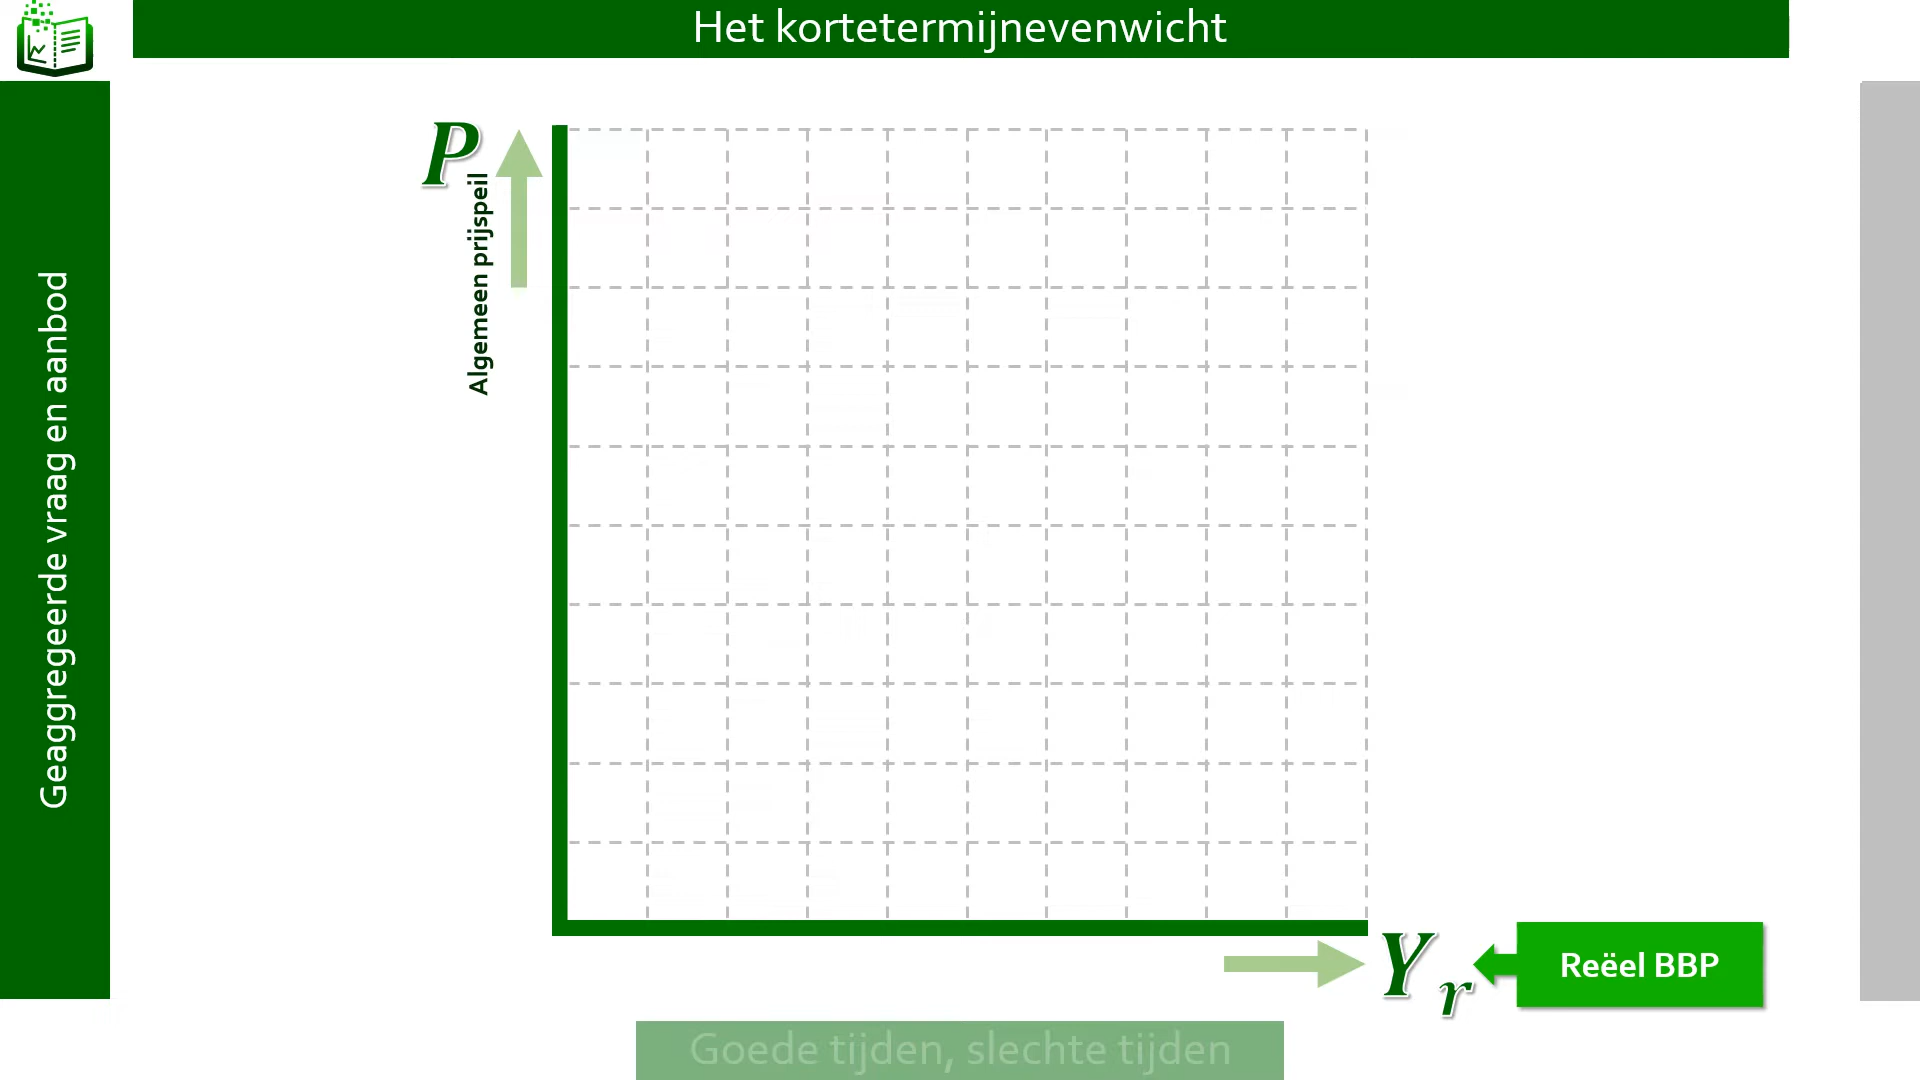 Het kortetermijnevenwicht
Geaggregeerde vraag en aanbod
P
Algemeen prijspeil
Y r
Reëel BBP
Goede tijden, slechte tijden